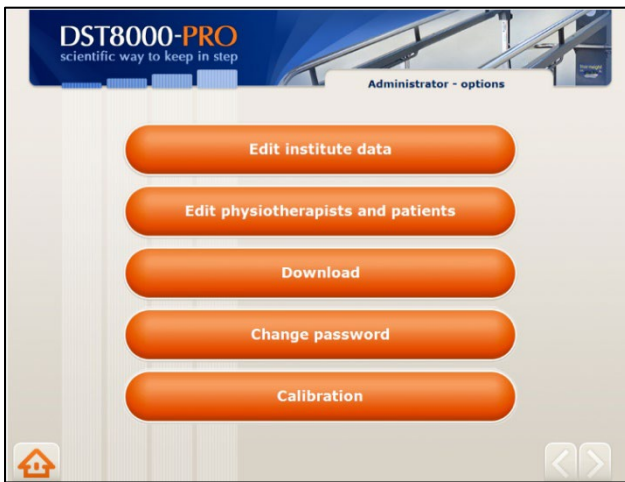 DST8000-PRO
scientific way to keep in step
Administrator - options
Edit institute data
Edit physiotherapists and patients
Download
Change password
Calibration